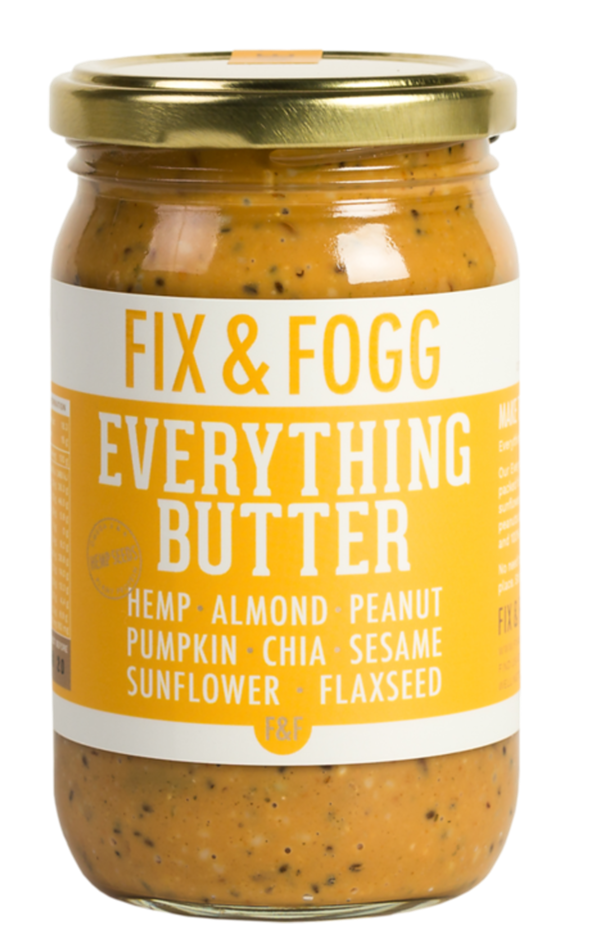 FIX & FOGG
EVERYTHING
BUTTER
HEMP · ALMOND · PEANUT
PUMPKIN · CHIA · SESAME
SUNFLOWER · FLAXSEED
F&F